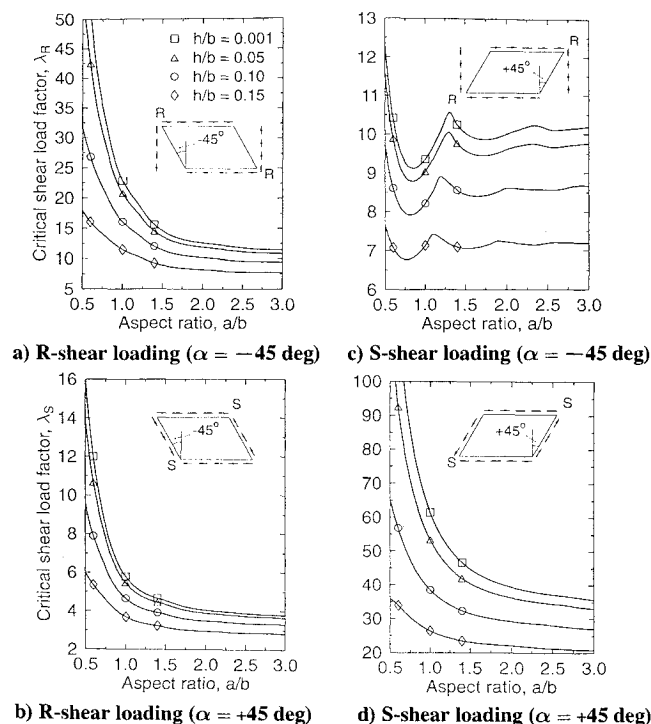 Critical shear load factor, λR
50
45
40
35
30
25
20
15
10
5
□ h/b = 0.001
△ h/b = 0.05
○ h/b = 0.10
◇ h/b = 0.15
R
-45°
R
0.5 1.0 1.5 2.0 2.5 3.0
Aspect ratio, a/b
a) R-shear loading (α = −45 deg)
13
12
11
10
9
8
7
6
R
+45°
R
0.5 1.0 1.5 2.0 2.5 3.0
Aspect ratio, a/b
c) S-shear loading (α = −45 deg)
Critical shear load factor, λS
16
14
12
10
8
6
4
2
S
-45°
S
0.5 1.0 1.5 2.0 2.5 3.0
Aspect ratio, a/b
b) R-shear loading (α = +45 deg)
100
90
80
70
60
50
40
30
20
S
+45°
S
0.5 1.0 1.5 2.0 2.5 3.0
Aspect ratio, a/b
d) S-shear loading (α = +45 deg)